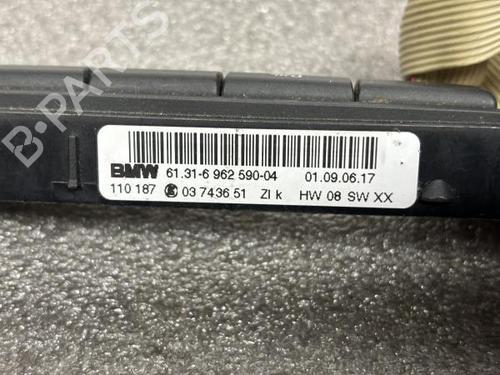 B-PARTS
BMW 61.31-6 962 590-04 01.09.06.17
110 187 03 7436 51 ZI k HW 08 SW XX